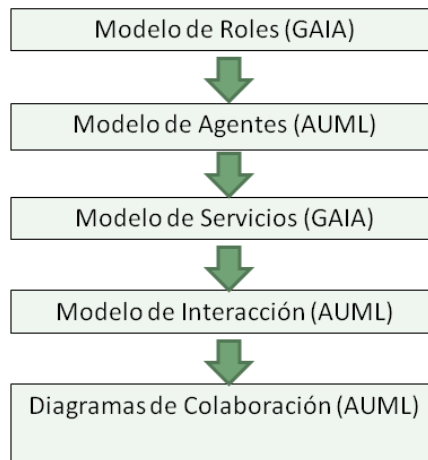 Modelo de Roles (GAIA)
Modelo de Agentes (AUML)
Modelo de Servicios (GAIA)
Modelo de Interacción (AUML)
Diagramas de Colaboración (AUML)